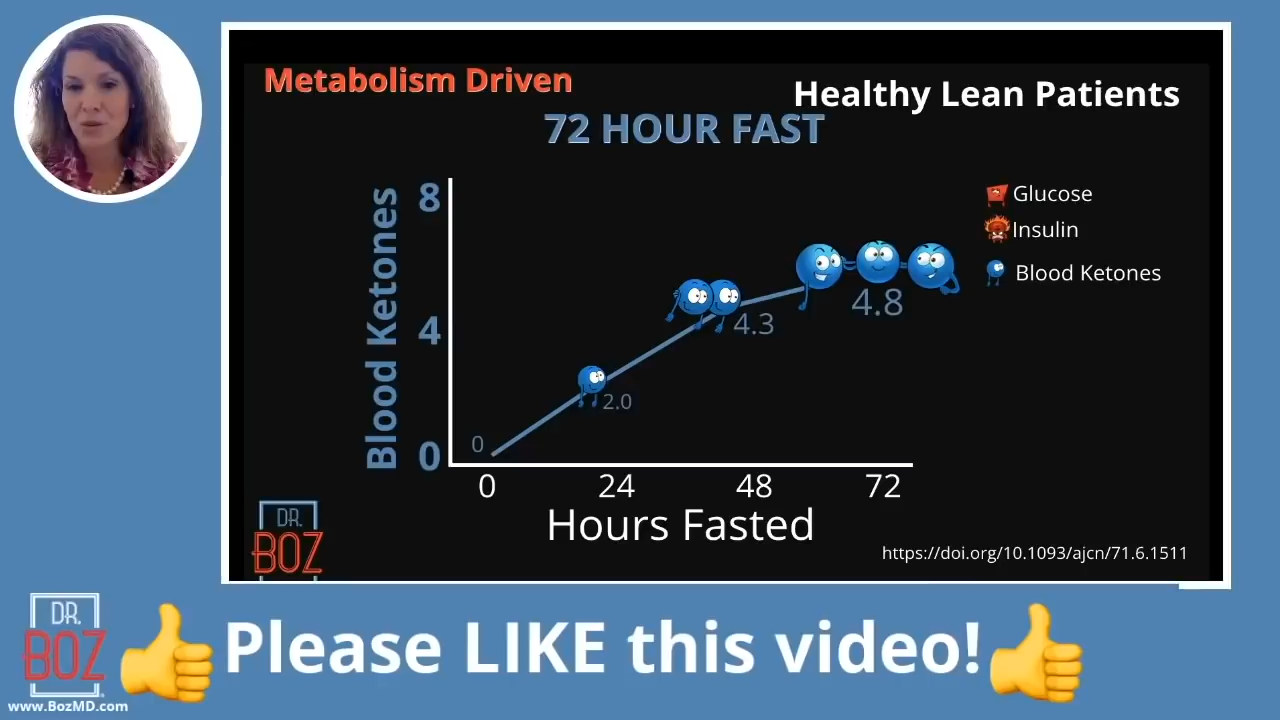 Metabolism Driven
Healthy Lean Patients
72 HOUR FAST
Glucose
Insulin
Blood Ketones
Blood Ketones
8
4
0
0
2.0
4.3
4.8
0 24 48 72
Hours Fasted
DR.
BOZ
https://doi.org/10.1093/ajcn/71.6.1511
DR.
BOZ
Please LIKE this video!
www.BozMD.com